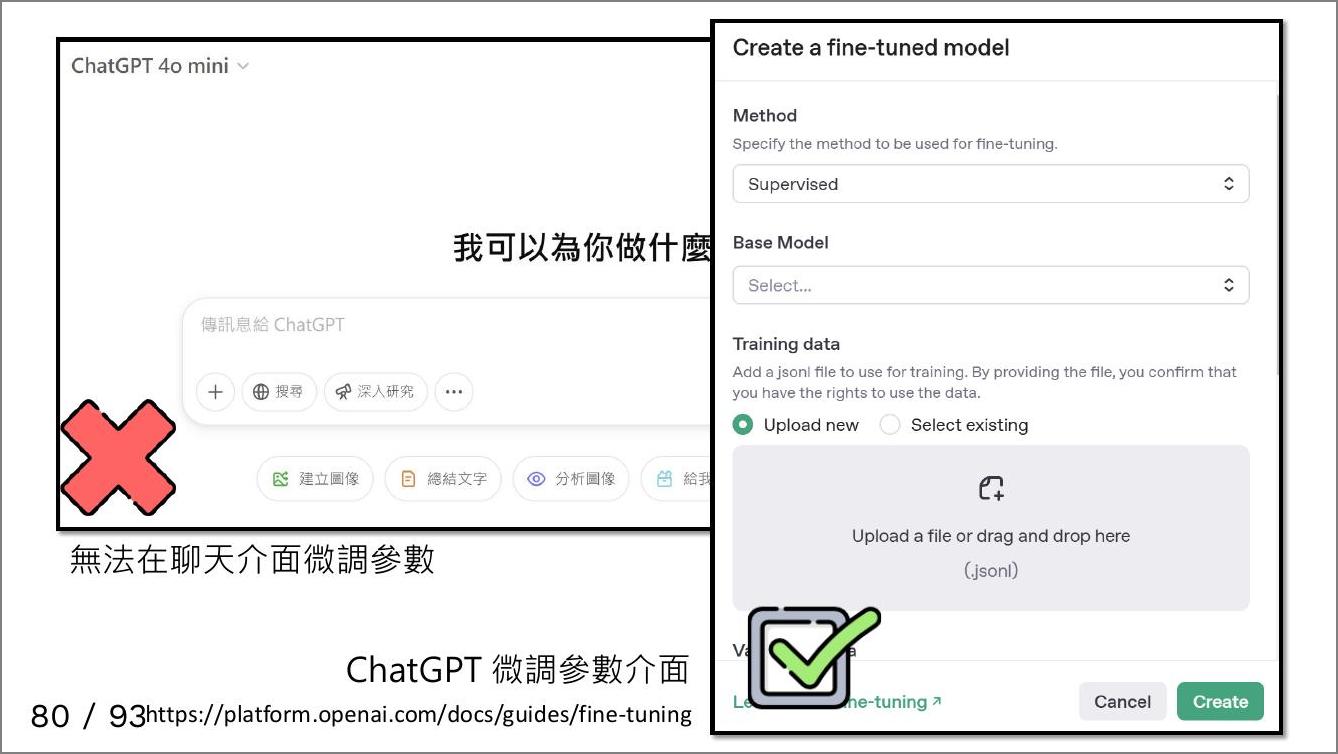 ChatGPT 4o mini
我可以為你做什麼
傳訊息給 ChatGPT
搜尋
深入研究
建立圖像
總結文字
分析圖像
給我
無法在聊天介面微調參數
ChatGPT 微調參數介面
80 / 93
https://platform.openai.com/docs/guides/fine-tuning
Create a fine-tuned model
Method
Specify the method to be used for fine-tuning.
Supervised
Base Model
Select...
Training data
Add a jsonl file to use for training. By providing the file, you confirm that
you have the rights to use the data.
Upload new
Select existing
Upload a file or drag and drop here
(.jsonl)
ne-tuning
Cancel
Create